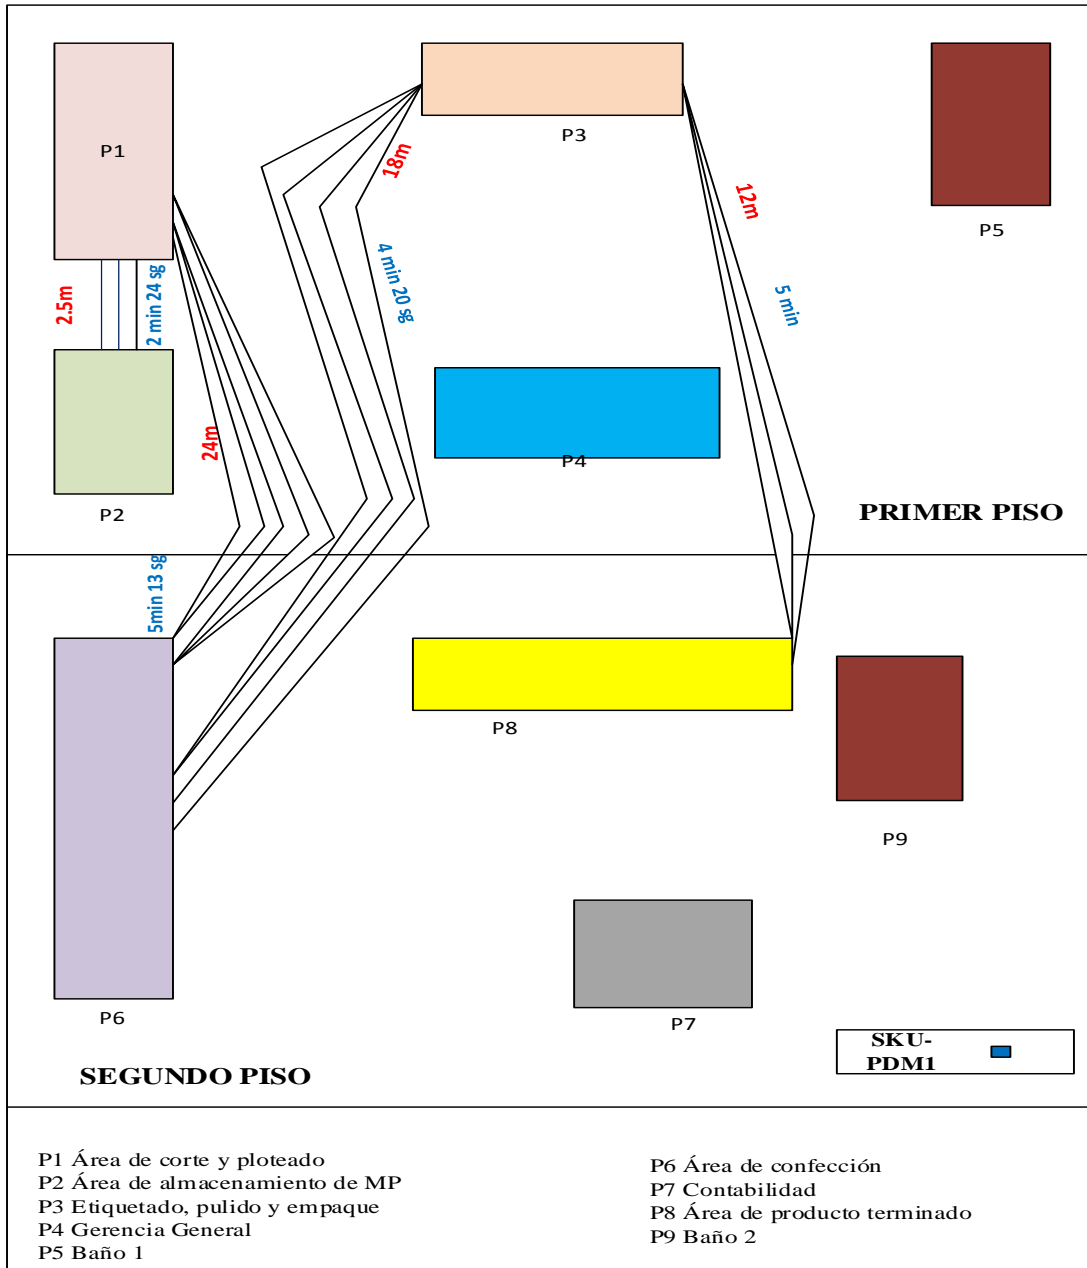 P1
P3
P5
18m
12m
2.5m
2 min 24 sg
4 min 20 sg
5 min
24m
P4
P2
PRIMER PISO
5min 13 sg
P8
P9
P6
P7
SKU-
PDM1
SEGUNDO PISO
P1 Área de corte y ploteado
P2 Área de almacenamiento de MP
P3 Etiquetado, pulido y empaque
P4 Gerencia General
P5 Baño 1
P6 Área de confección
P7 Contabilidad
P8 Área de producto terminado
P9 Baño 2